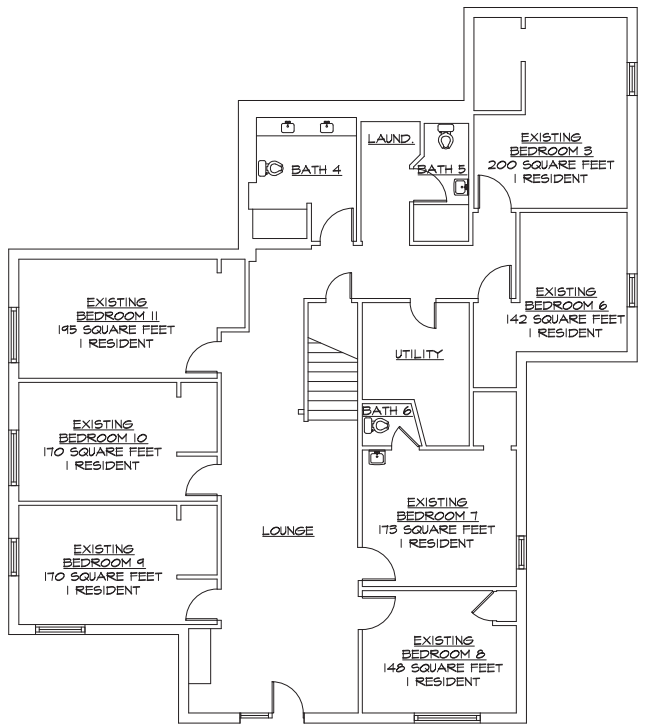 EXISTING
BEDROOM 5
200 SQUARE FEET
1 RESIDENT
LAUND.
BATH 4
BATH 5
EXISTING
BEDROOM 11
195 SQUARE FEET
1 RESIDENT
EXISTING
BEDROOM 6
142 SQUARE FEET
1 RESIDENT
UTILITY
BATH 6
EXISTING
BEDROOM 10
170 SQUARE FEET
1 RESIDENT
LOUNGE
EXISTING
BEDROOM 7
173 SQUARE FEET
1 RESIDENT
EXISTING
BEDROOM 9
170 SQUARE FEET
1 RESIDENT
EXISTING
BEDROOM 8
148 SQUARE FEET
1 RESIDENT